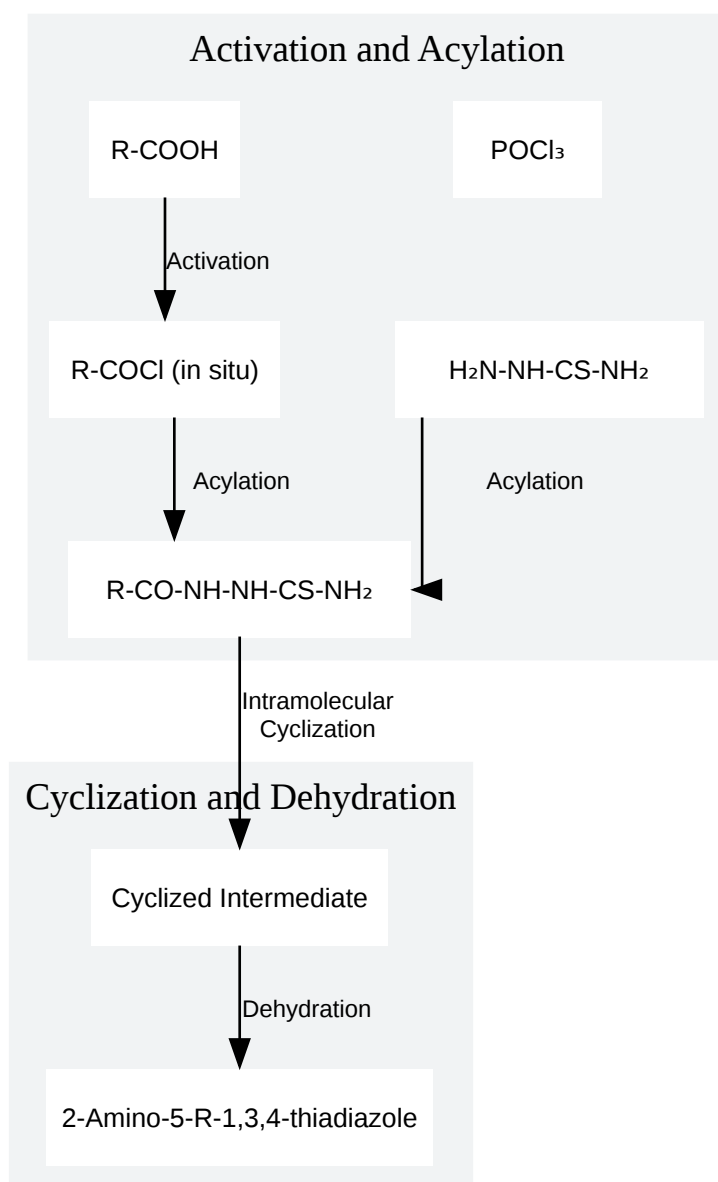 Activation and Acylation
R-COOH
POCl₃
Activation
R-COCl (in situ)
H₂N-NH-CS-NH₂
Acylation
Acylation
R-CO-NH-NH-CS-NH₂
Intramolecular
Cyclization
Cyclization and Dehydration
Cyclized Intermediate
Dehydration
2-Amino-5-R-1,3,4-thiadiazole